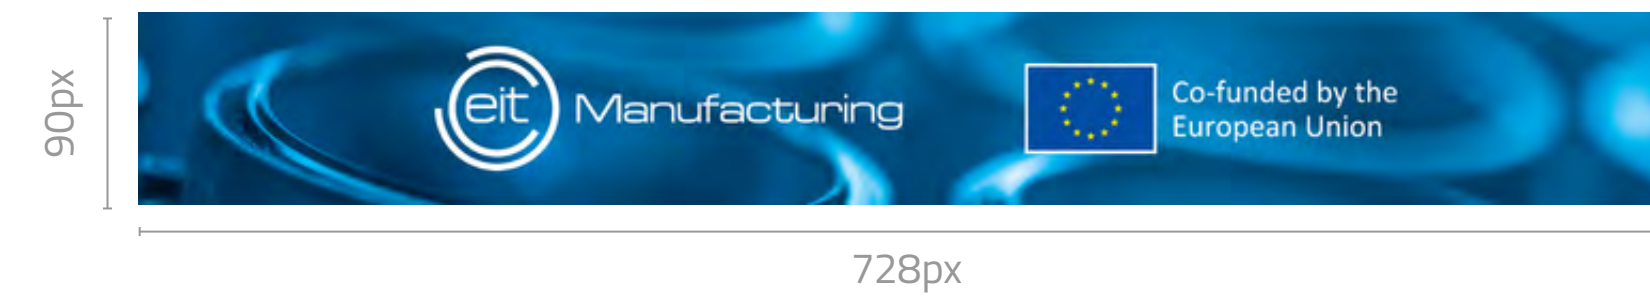 90px
eit Manufacturing
Co-funded by the
European Union
728px